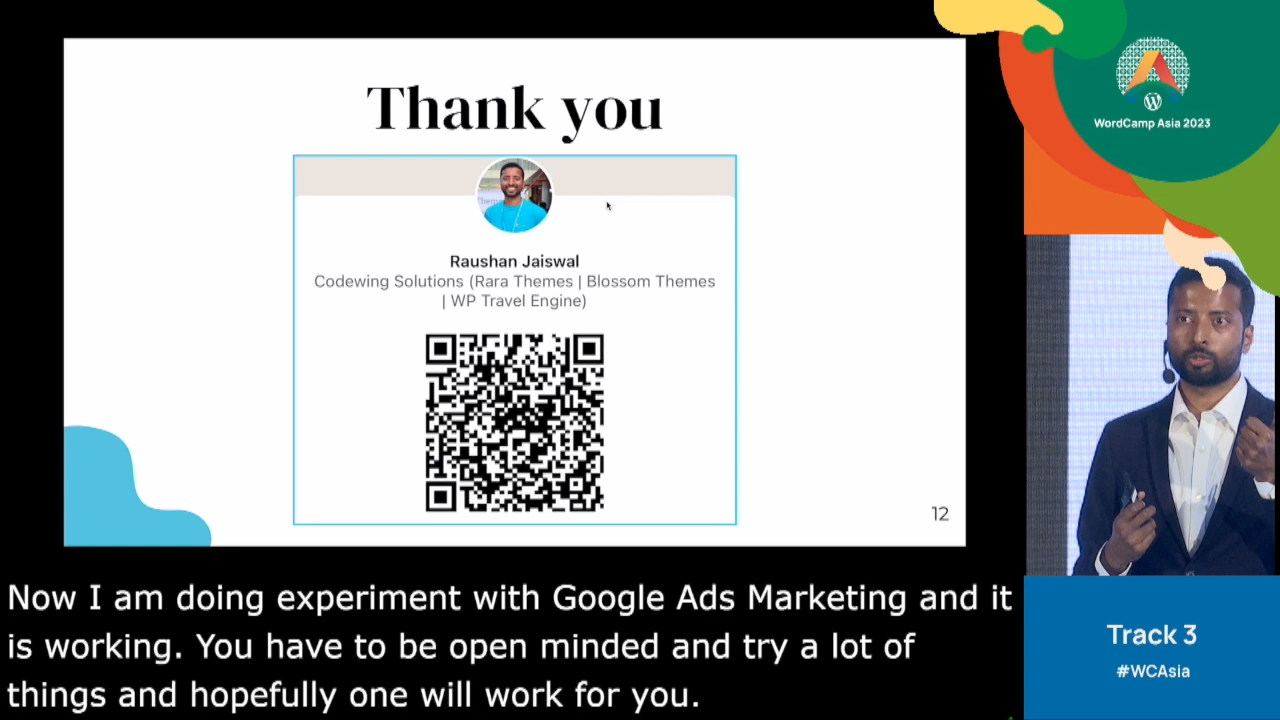 Thank you
Raushan Jaiswal
Codewing Solutions (Rara Themes | Blossom Themes
| WP Travel Engine)
12
WordCamp Asia 2023
Now I am doing experiment with Google Ads Marketing and it
is working. You have to be open minded and try a lot of
things and hopefully one will work for you.
Track 3
#WCAsia